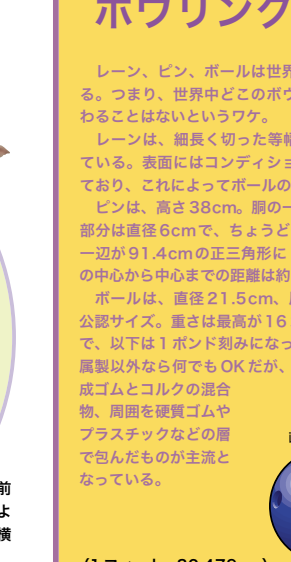 ボウリング
レーン、ピン、ボールは世界
る。つまり、世界中どこのボウ
わることはないというワケ。
レーンは、細長く切った等幅
ている。表面にはコンディショ
ており、これによってボールの
ピンは、高さ38cm。胴の一
部分は直径6cmで、ちょうど
一辺が91.4cmの正三角形に
の中心から中心までの距離は約
ボールは、直径21.5cm、
公認サイズ。重さは最高が16
で、以下は1ポンド刻みになっ
属製以外なら何でもOKだが、
成ゴムとコルクの混合
物、周囲を硬質ゴムや
プラスチックなどの層
で包んだものが主流と
なっている。
前
よ
横